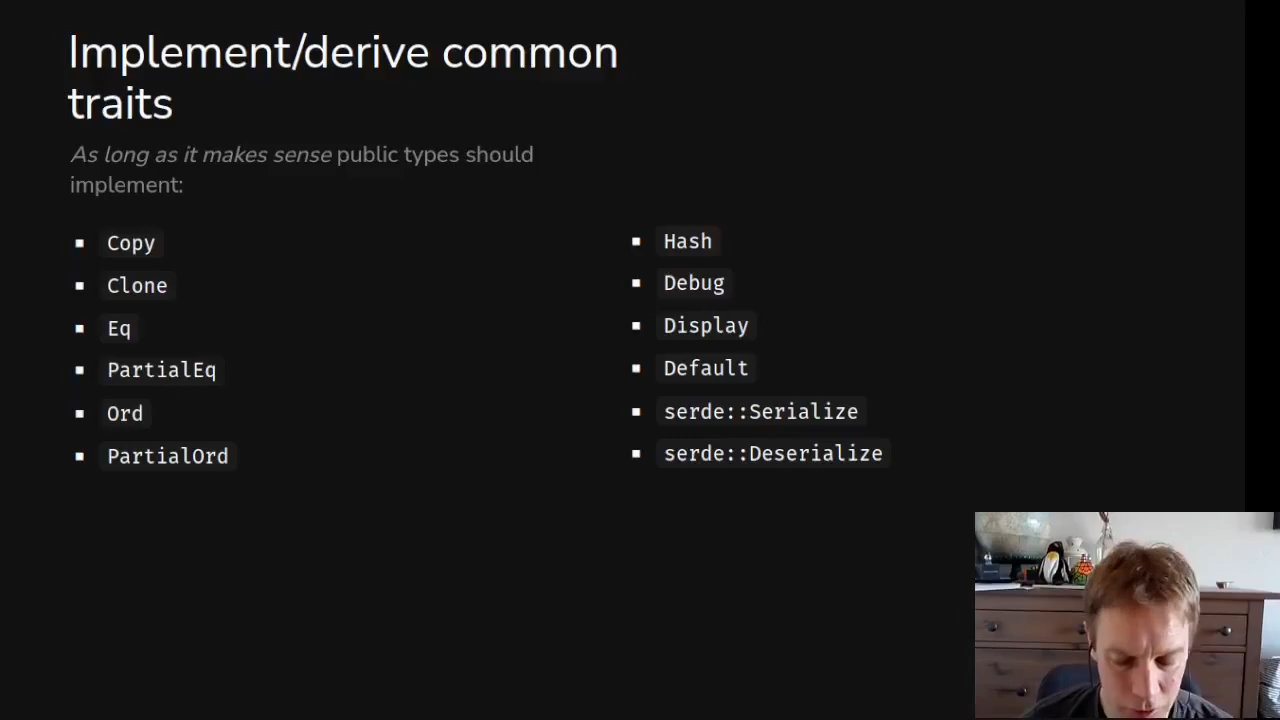 Implement/derive common
traits
As long as it makes sense public types should
implement:
Copy
Clone
Eq
PartialEq
Ord
PartialOrd
Hash
Debug
Display
Default
serde::Serialize
serde::Deserialize